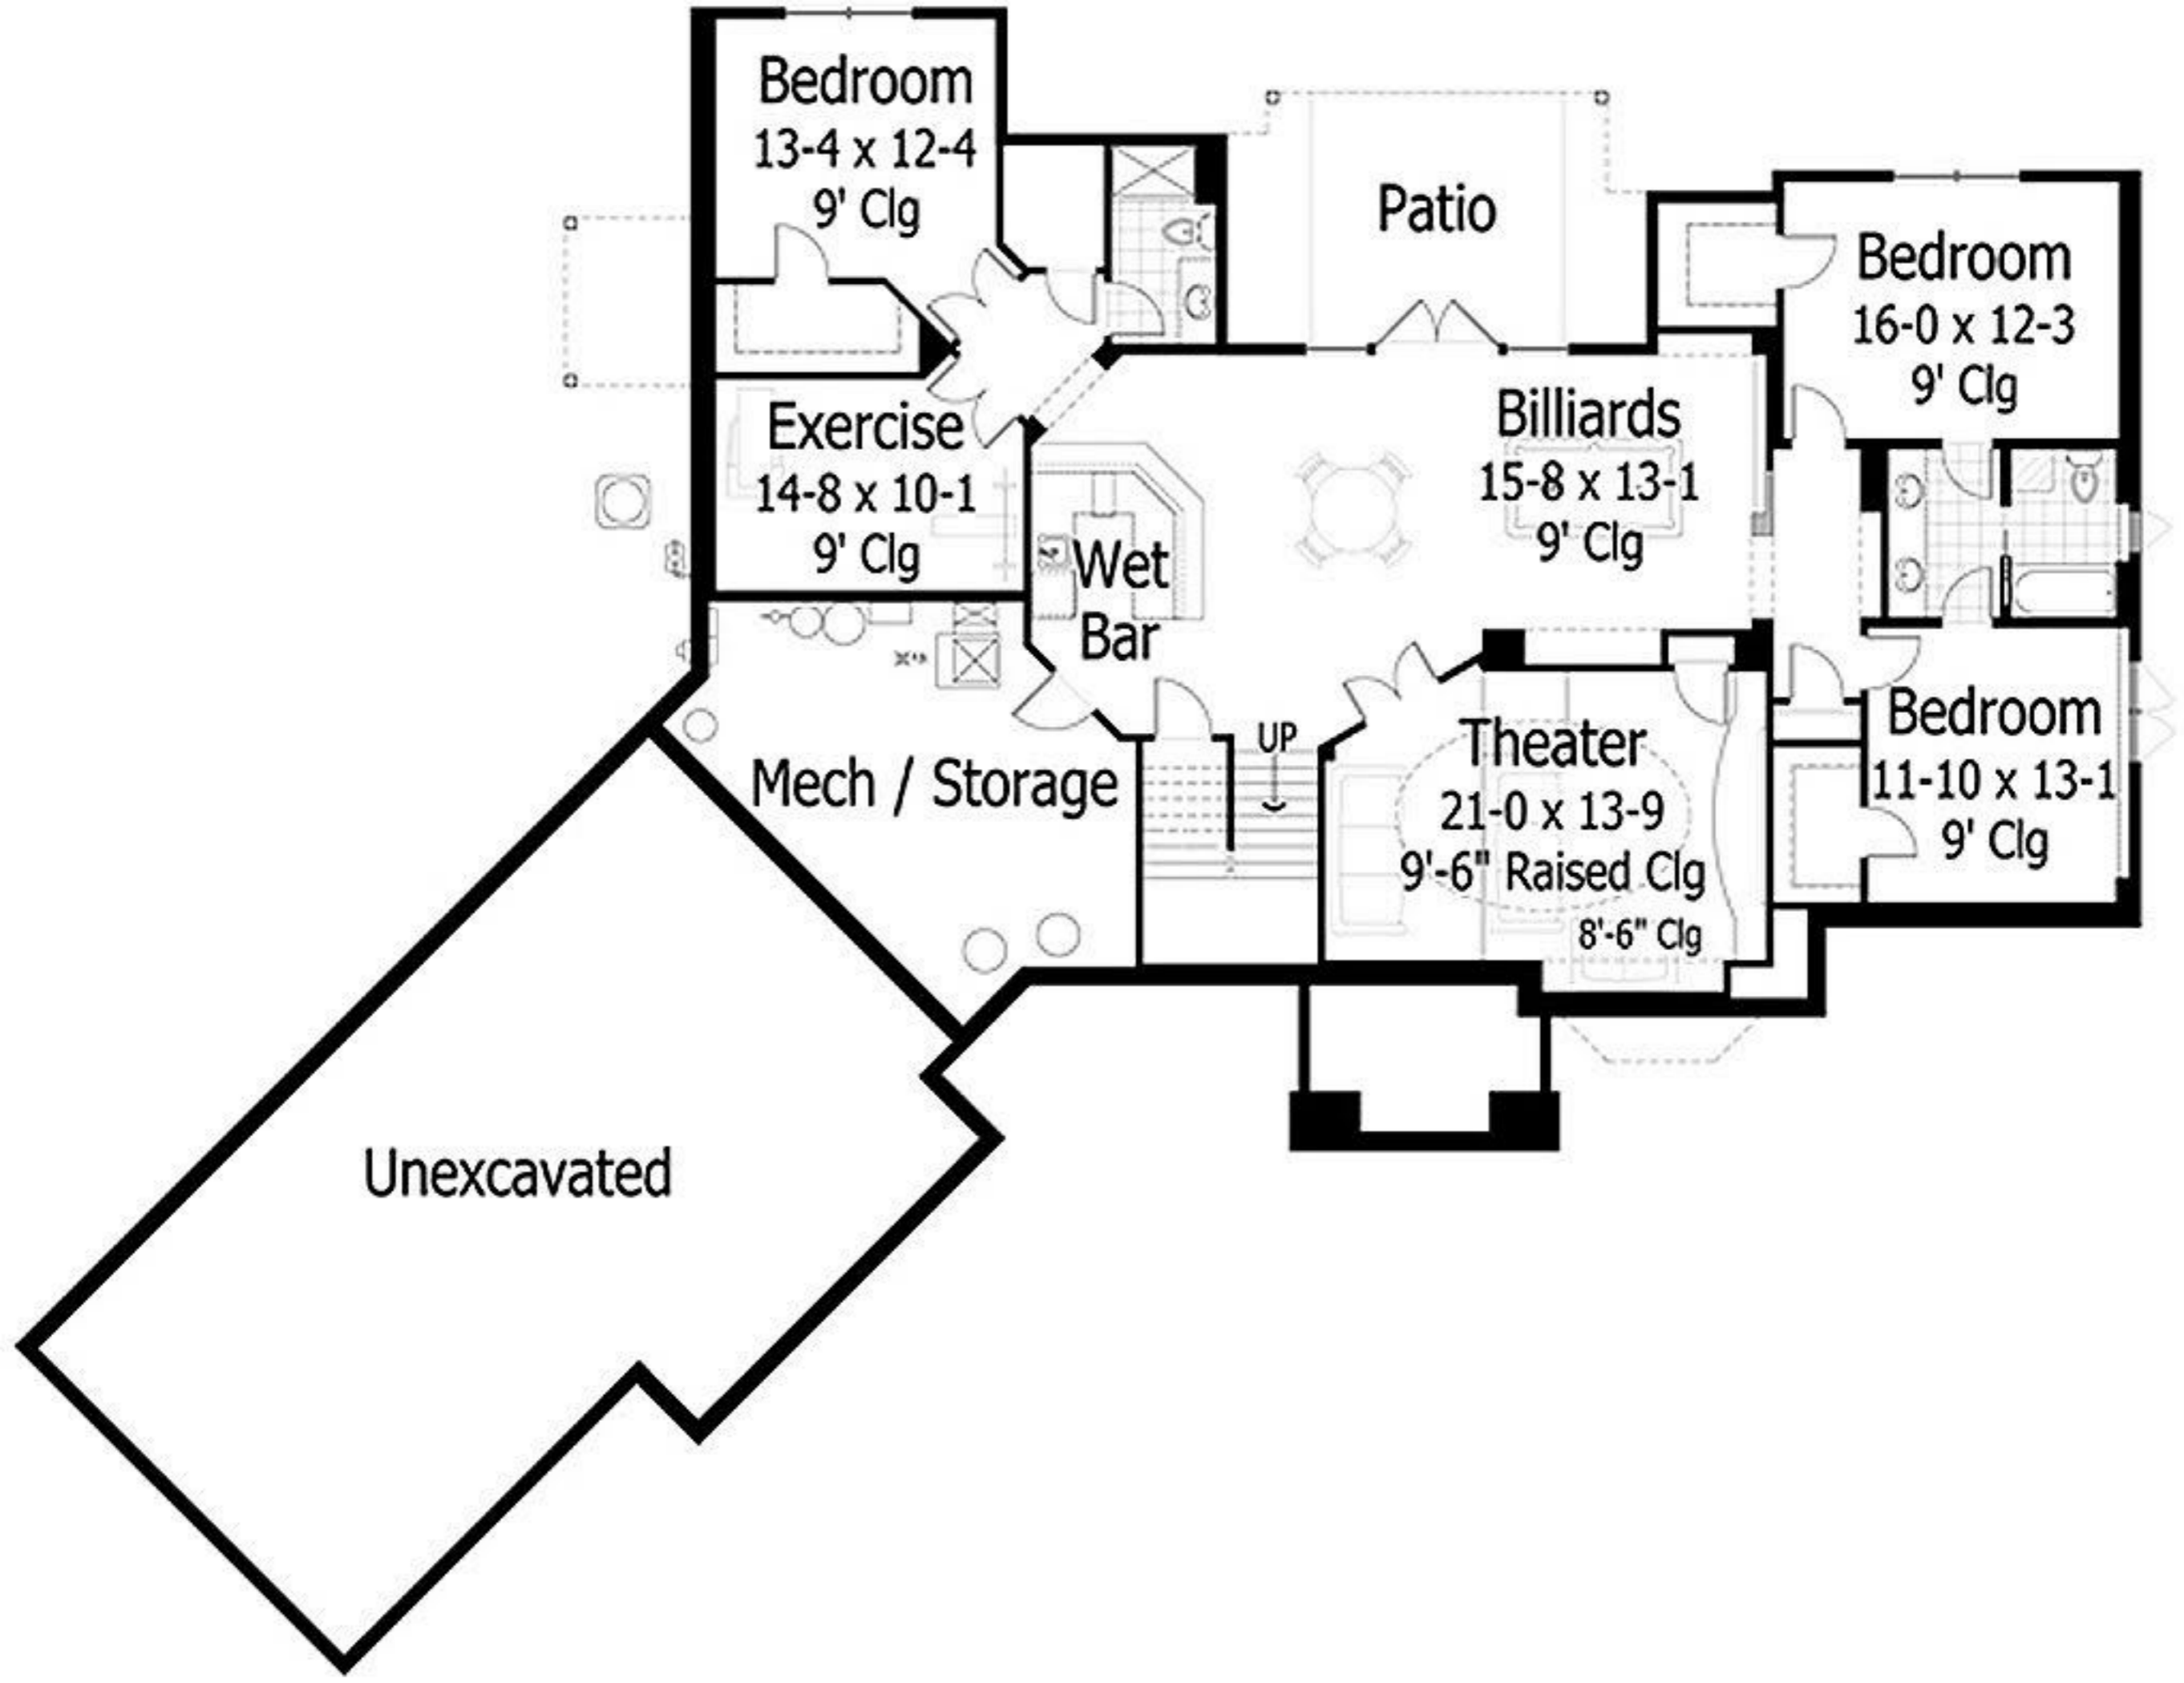 Bedroom
13-4 x 12-4
9' Clg
Patio
Bedroom
16-0 x 12-3
9' Clg
Exercise
14-8 x 10-1
9' Clg
Billiards
15-8 x 13-1
9' Clg
Wet
Bar
UP
Mech / Storage
Theater
21-0 x 13-9
9'-6" Raised Clg
8'-6" Clg
Bedroom
11-10 x 13-1
9' Clg
Unexcavated